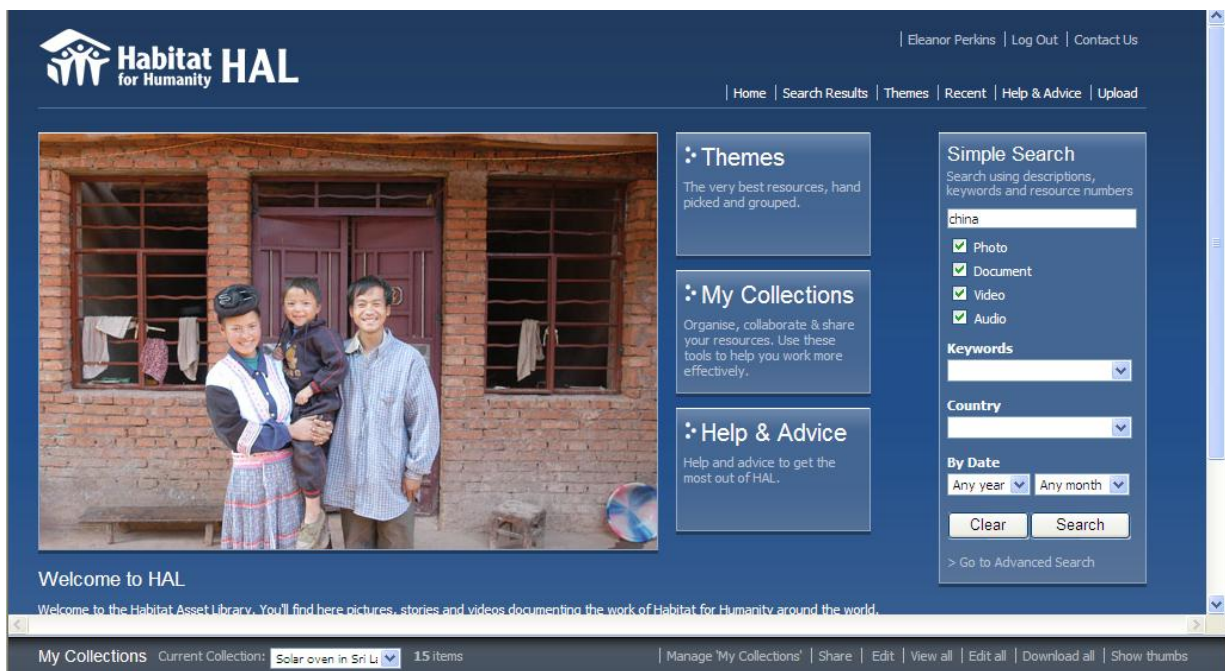 Habitat for Humanity HAL
Eleanor Perkins | Log Out | Contact Us
Home | Search Results | Themes | Recent | Help & Advice | Upload
Themes
The very best resources, hand
picked and grouped.
My Collections
Organise, collaborate & share
your resources. Use these
tools to help you work more
effectively.
Help & Advice
Help and advice to get the
most out of HAL.
Simple Search
Search using descriptions,
keywords and resource numbers
china
Photo
Document
Video
Audio
Keywords
Country
By Date
Any year Any month
Clear Search
> Go to Advanced Search
Welcome to HAL
Welcome to the Habitat Asset Library. You'll find here pictures, stories and videos documenting the work of Habitat for Humanity around the world.
My Collections Current Collection: Solar oven in Sri 15 items | Manage 'My Collections' | Share | Edit | View all | Edit all | Download all | Show thumbs